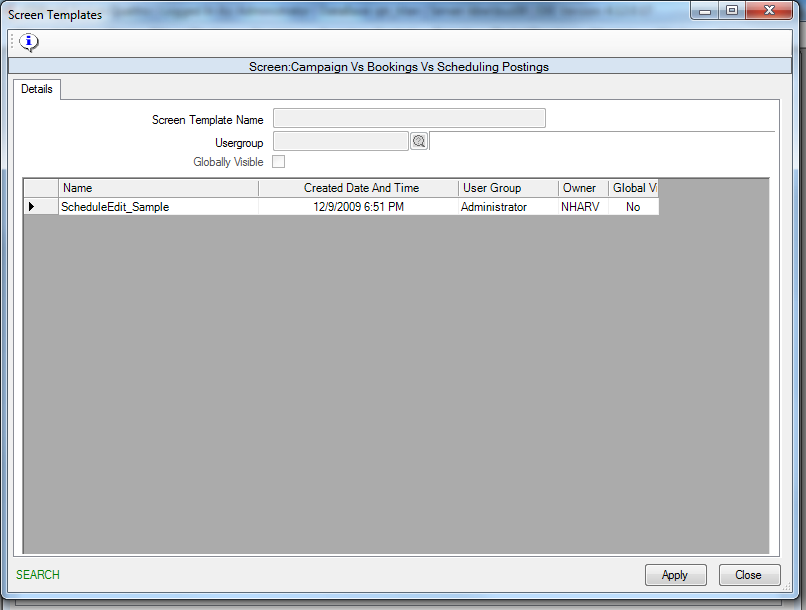 Screen Templates
Screen:Campaign Vs Bookings Vs Scheduling Postings
Details
Screen Template Name
Usergroup
Globally Visible
Name Created Date And Time User Group Owner Global Vi
ScheduleEdit_Sample 12/9/2009 6:51 PM Administrator NHARV No
SEARCH Apply Close